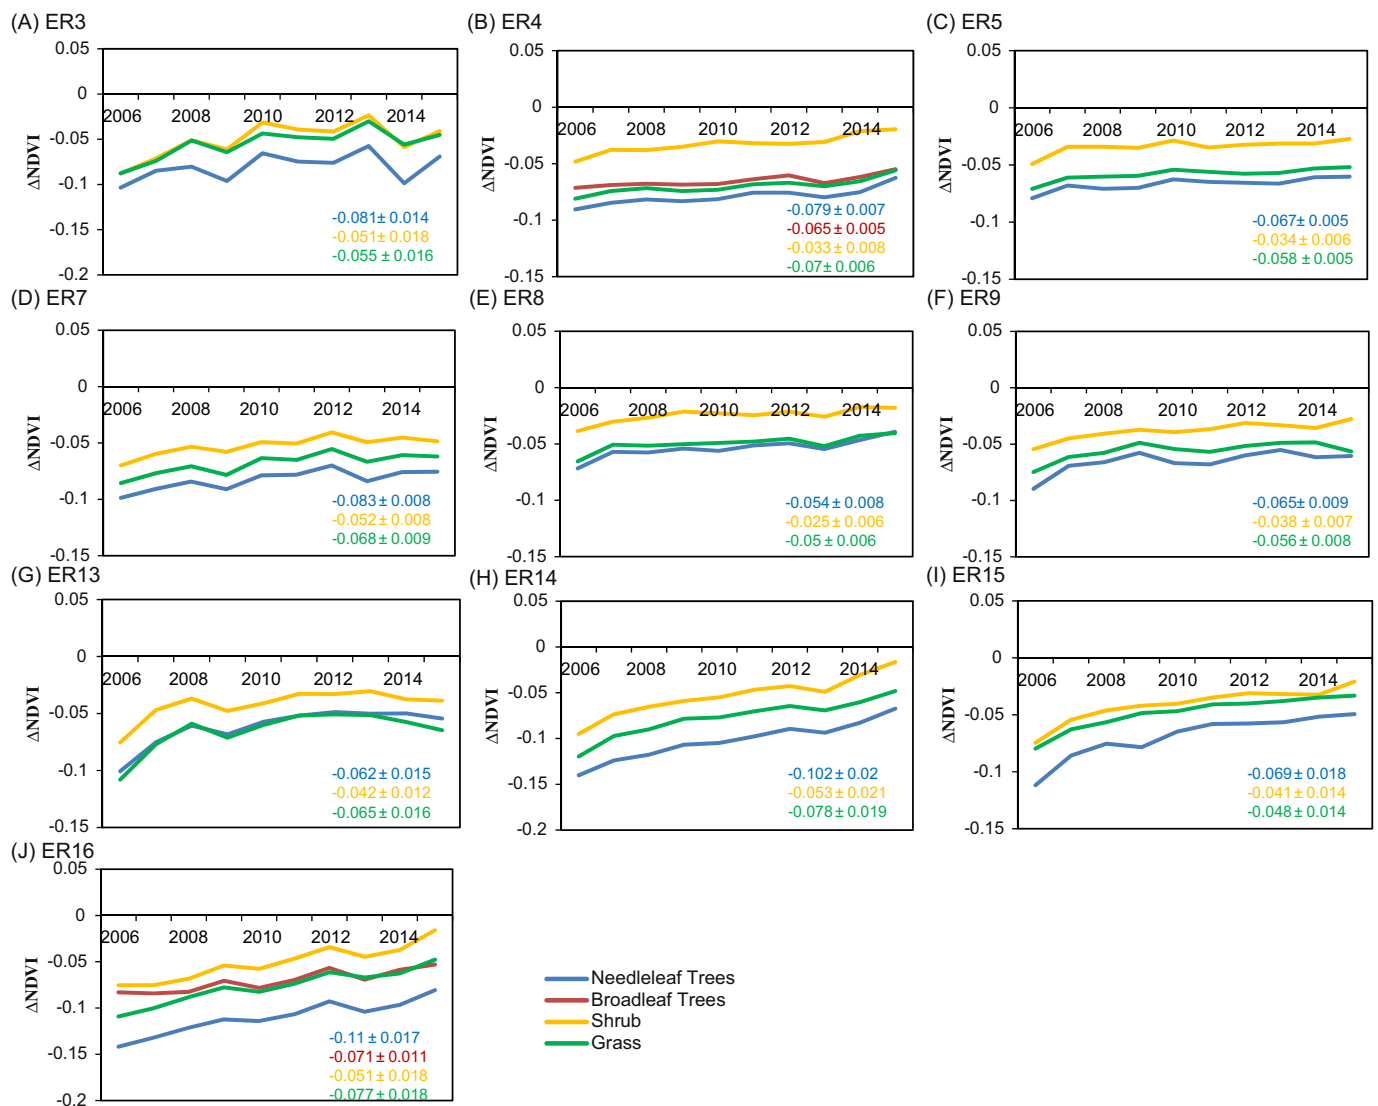 (A) ER3
0.05
0
-0.05
-0.1
-0.15
-0.2
ΔNDVI
2006 2008 2010 2012 2014
-0.081± 0.014
-0.051± 0.018
-0.055± 0.016
(B) ER4
0.05
0
-0.05
-0.1
-0.15
ΔNDVI
2006 2008 2010 2012 2014
-0.079± 0.007
-0.065± 0.005
-0.033± 0.008
-0.07± 0.006
(C) ER5
0.05
0
-0.05
-0.1
-0.15
ΔNDVI
2006 2008 2010 2012 2014
-0.067± 0.005
-0.034± 0.006
-0.058 ± 0.005
(D) ER7
0.05
0
-0.05
-0.1
-0.15
ΔNDVI
2006 2008 2010 2012 2014
-0.083± 0.008
-0.052± 0.008
-0.068± 0.009
(E) ER8
0.05
0
-0.05
-0.1
-0.15
ΔNDVI
2006 2008 2010 2012 2014
-0.054± 0.008
-0.025± 0.006
-0.05± 0.006
(F) ER9
0.05
0
-0.05
-0.1
-0.15
ΔNDVI
2006 2008 2010 2012 2014
-0.065± 0.009
-0.038± 0.007
-0.056± 0.008
(G) ER13
0.05
0
-0.05
-0.1
-0.15
ΔNDVI
2006 2008 2010 2012 2014
-0.062± 0.015
-0.042± 0.012
-0.065± 0.016
(H) ER14
0.05
0
-0.05
-0.1
-0.15
-0.2
ΔNDVI
2006 2008 2010 2012 2014
-0.102± 0.02
-0.053± 0.021
-0.078± 0.019
(I) ER15
0.05
0
-0.05
-0.1
-0.15
ΔNDVI
2006 2008 2010 2012 2014
-0.069± 0.018
-0.041± 0.014
-0.048± 0.014
(J) ER16
0.05
0
-0.05
-0.1
-0.15
-0.2
ΔNDVI
2006 2008 2010 2012 2014
-0.11± 0.017
-0.071± 0.011
-0.051± 0.018
-0.077± 0.018
Needleleaf Trees
Broadleaf Trees
Shrub
Grass